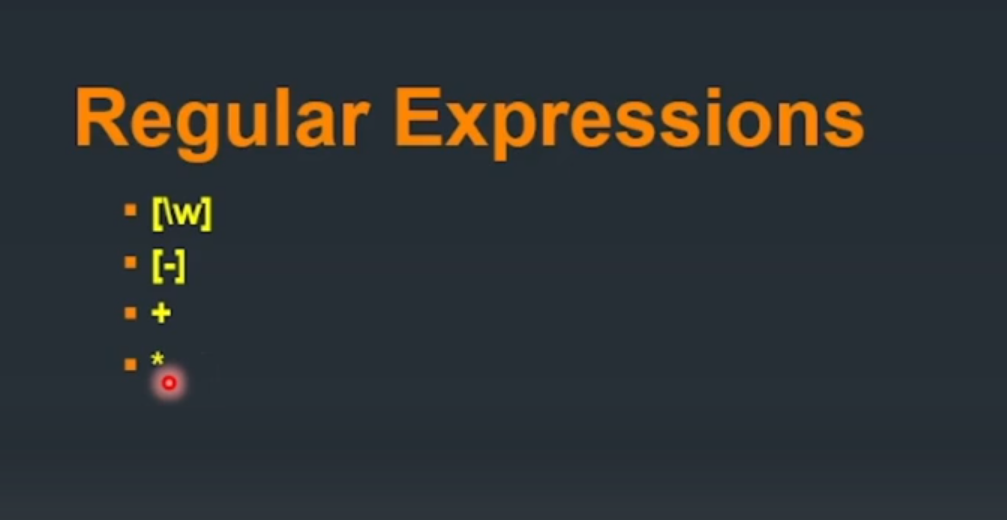 Regular Expressions
[\w]
[-]
+
*